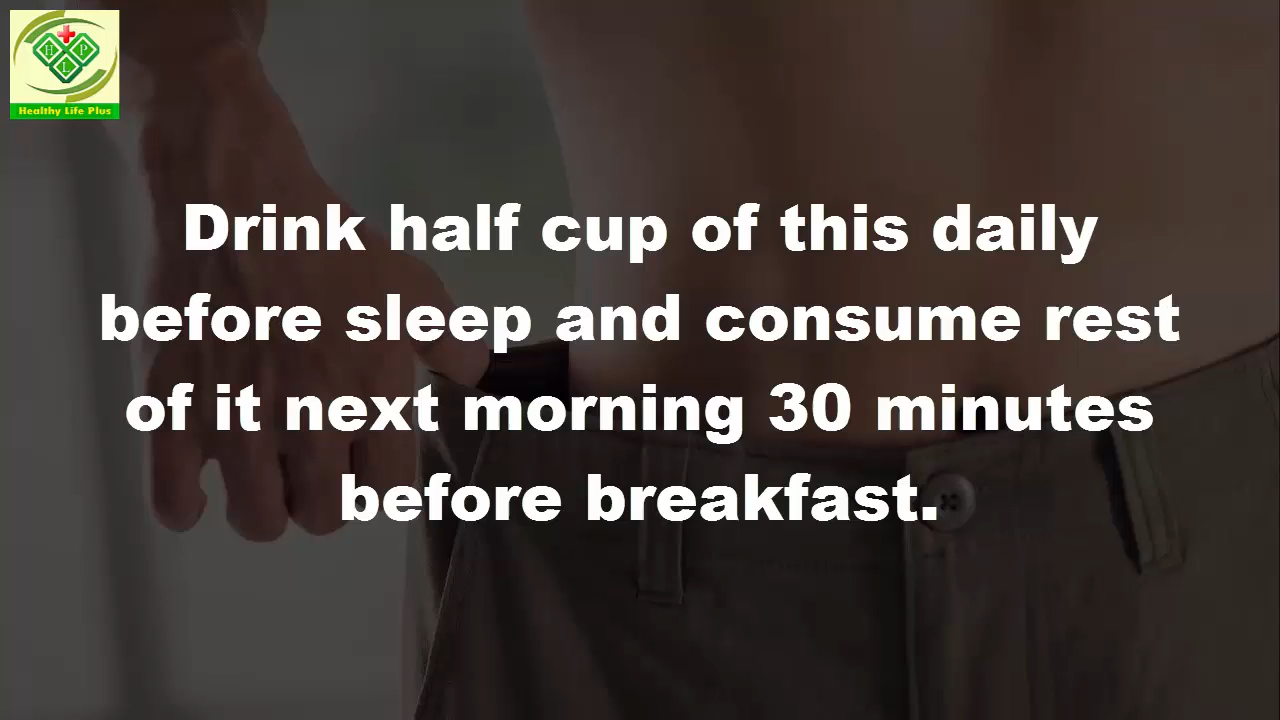 H P
L
Healthy Life Plus
Drink half cup of this daily
before sleep and consume rest
of it next morning 30 minutes
before breakfast.